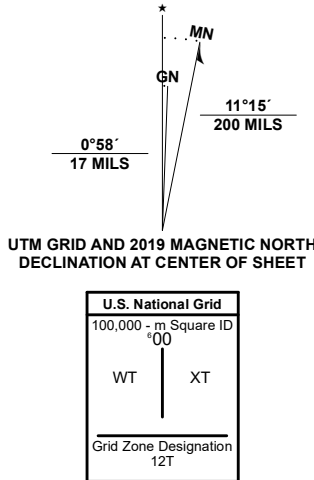 ★
MN
GN
11°15´
200 MILS
0°58´
17 MILS
UTM GRID AND 2019 MAGNETIC NORTH
DECLINATION AT CENTER OF SHEET
U.S. National Grid
100,000 - m Square ID
⁶00
WT XT
Grid Zone Designation
12T